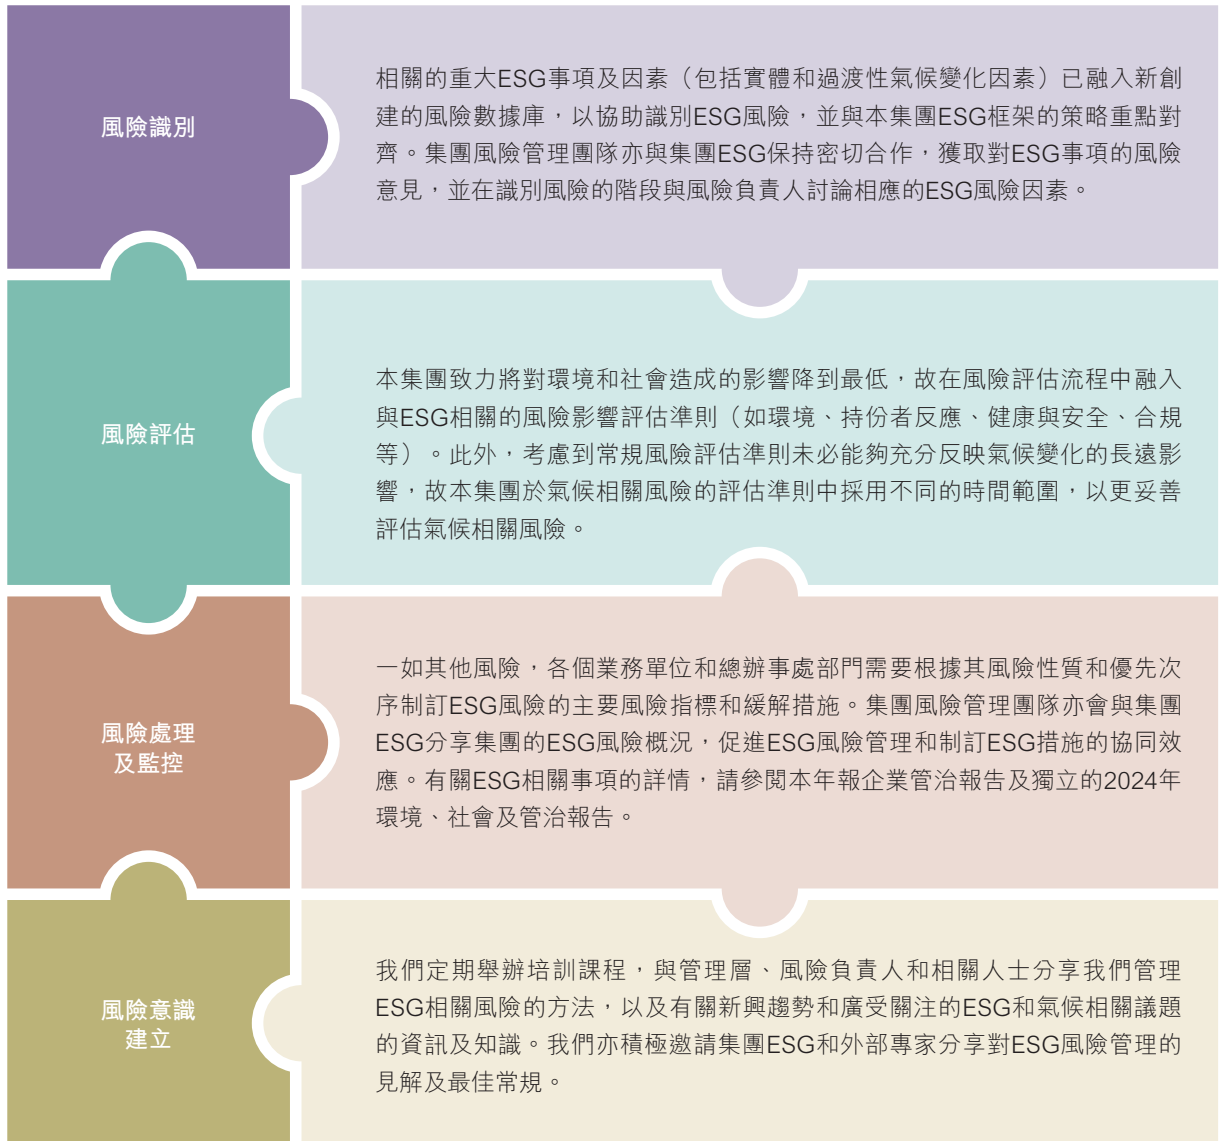 風險識別
相關的重大ESG事項及因素（包括實體和過渡性氣候變化因素）已融入新創
建的風險數據庫，以協助識別ESG風險，並與本集團ESG框架的策略重點對
齊。集團風險管理團隊亦與集團ESG保持密切合作，獲取對ESG事項的風險
意見，並在識別風險的階段與風險負責人討論相應的ESG風險因素。
風險評估
本集團致力將對環境和社會造成的影響降到最低，故在風險評估流程中融入
與ESG相關的風險影響評估準則（如環境、持份者反應、健康與安全、合規
等）。此外，考慮到常規風險評估準則未必能夠充分反映氣候變化的長遠影
響，故本集團於氣候相關風險的評估準則中採用不同的時間範圍，以更妥善
評估氣候相關風險。
風險處理
及監控
一如其他風險，各個業務單位和總辦事處部門需要根據其風險性質和優先次
序制訂ESG風險的主要風險指標和緩解措施。集團風險管理團隊亦會與集團
ESG分享集團的ESG風險概況，促進ESG風險管理和制訂ESG措施的協同效
應。有關ESG相關事項的詳情，請參閱本年報企業管治報告及獨立的2024年
環境、社會及管治報告。
風險意識
建立
我們定期舉辦培訓課程，與管理層、風險負責人和相關人士分享我們管理
ESG相關風險的方法，以及有關新興趨勢和廣受關注的ESG和氣候相關議題
的資訊及知識。我們亦積極邀請集團ESG和外部專家分享對ESG風險管理的
見解及最佳常規。